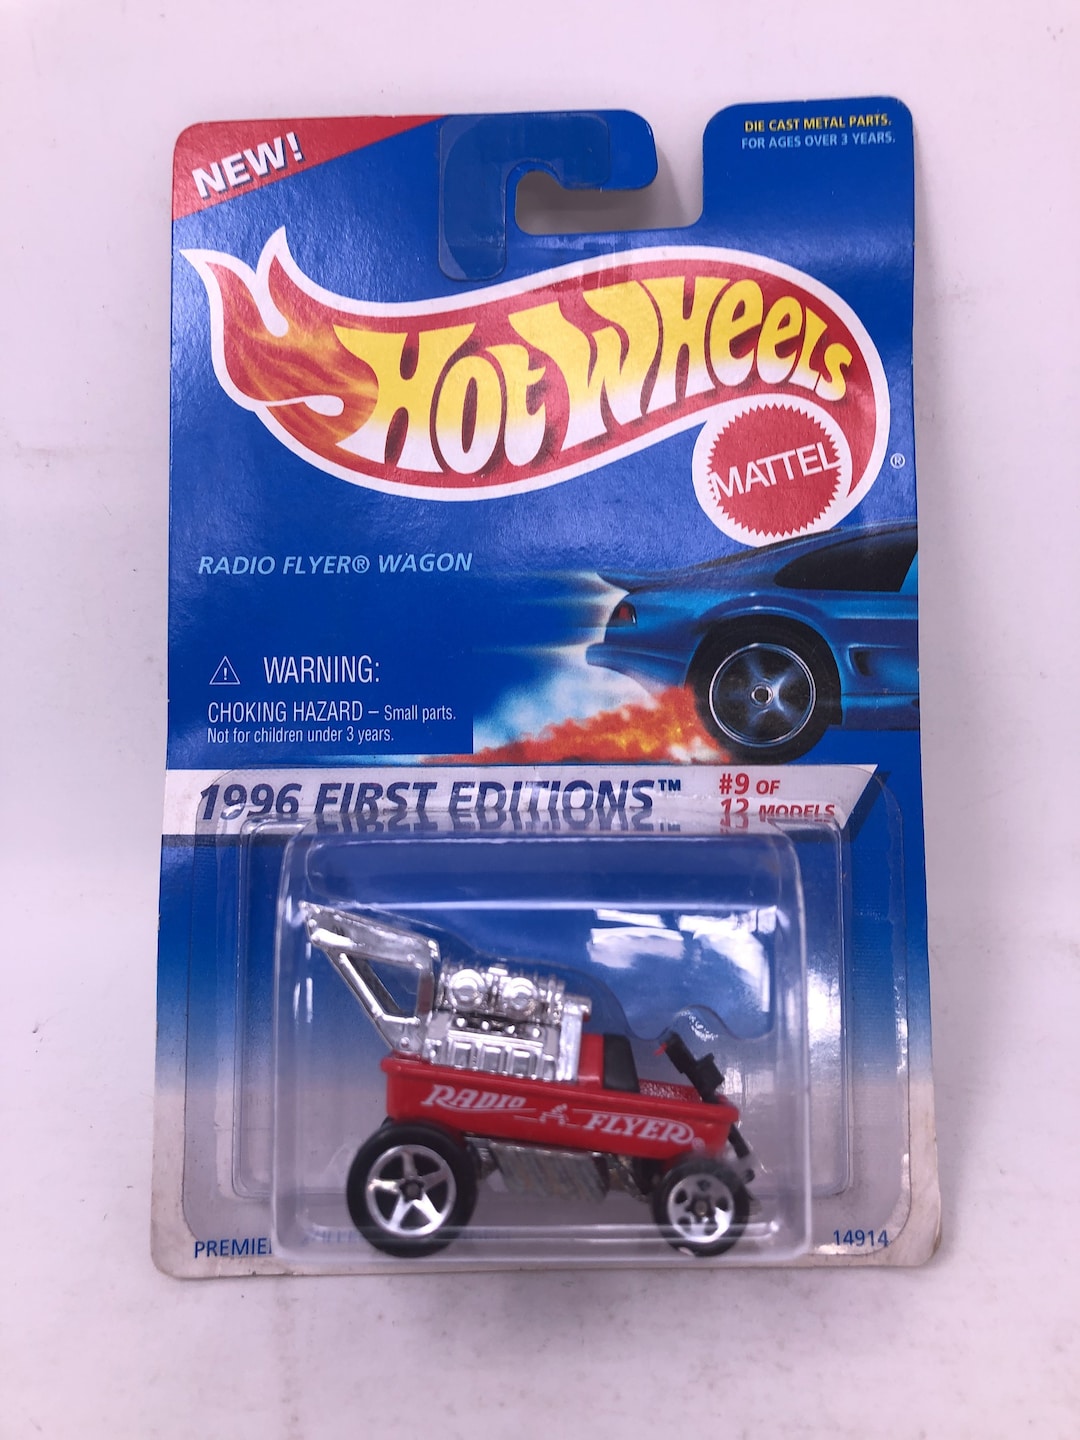 NEW!
DIE CAST METAL PARTS.
FOR AGES OVER 3 YEARS.
HOT WHEELS
MATTEL
®
RADIO FLYER® WAGON
⚠ WARNING:
CHOKING HAZARD – Small parts.
Not for children under 3 years.
1996 FIRST EDITIONS™
#9 OF
12 MODELS
RADIO FLYER®
14914